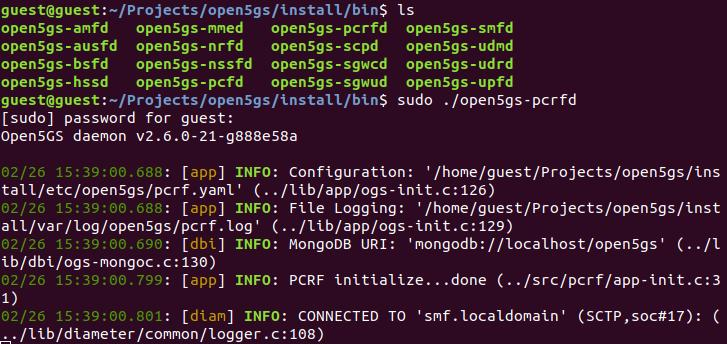 guest@guest:~/Projects/open5gs/install/bin$ ls
open5gs-amfd   open5gs-mmed   open5gs-pcrfd   open5gs-smfd
open5gs-ausfd  open5gs-nrfd   open5gs-scpd    open5gs-udmd
open5gs-bsfd   open5gs-nssfd  open5gs-sgwcd   open5gs-udrd
open5gs-hssd   open5gs-pcfd   open5gs-sgwud   open5gs-upfd
guest@guest:~/Projects/open5gs/install/bin$ sudo ./open5gs-pcrfd
[sudo] password for guest:
Open5GS daemon v2.6.0-21-g888e58a
02/26 15:39:00.688: [app] INFO: Configuration: '/home/guest/Projects/open5gs/ins
tall/etc/open5gs/pcrf.yaml' (../lib/app/ogs-init.c:126)
02/26 15:39:00.688: [app] INFO: File Logging: '/home/guest/Projects/open5gs/inst
all/var/log/open5gs/pcrf.log' (../lib/app/ogs-init.c:129)
02/26 15:39:00.690: [dbi] INFO: MongoDB URI: 'mongodb://localhost/open5gs' (../l
ib/dbi/ogs-mongoc.c:130)
02/26 15:39:00.799: [app] INFO: PCRF initialize...done (../src/pcrf/app-init.c:3
1)
02/26 15:39:00.801: [diam] INFO: CONNECTED TO 'smf.localdomain' (SCTP,soc#17): (
../lib/diameter/common/logger.c:108)